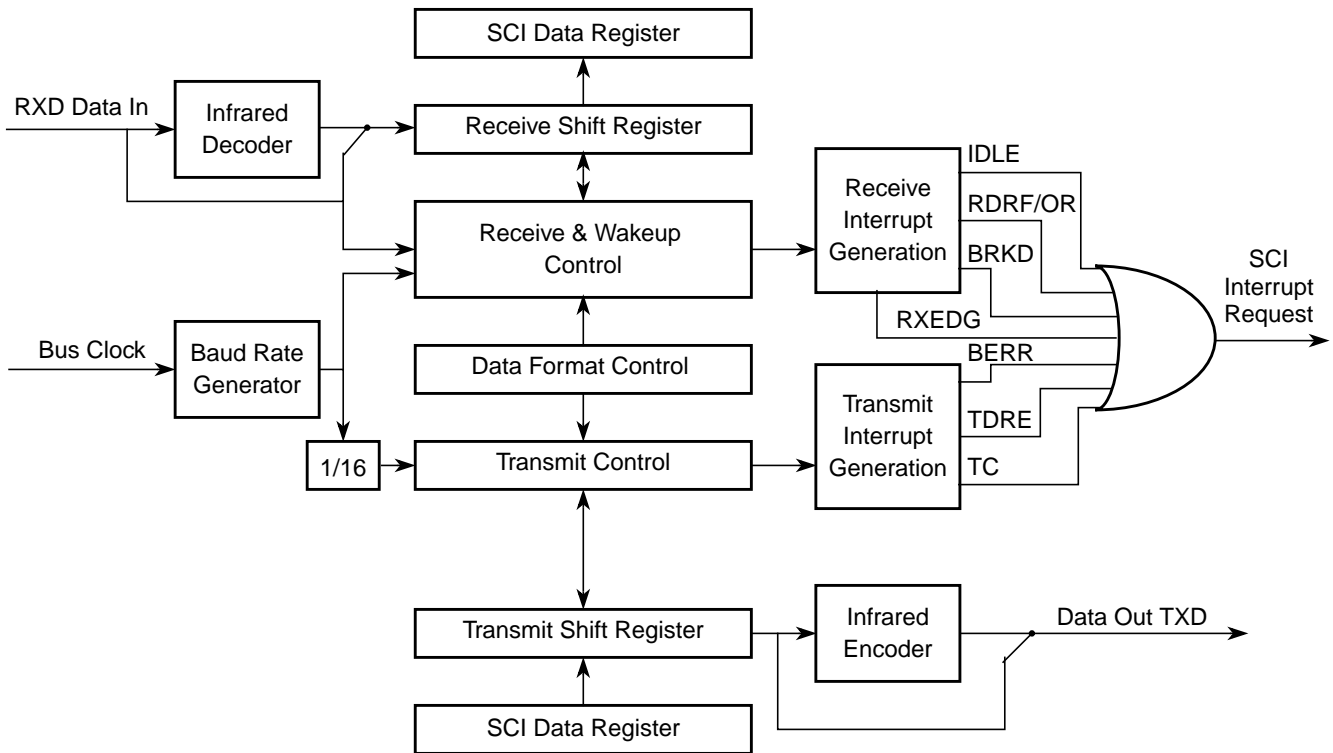 SCI Data Register
RXD Data In
Infrared
Decoder
Receive Shift Register
Receive & Wakeup
Control
Receive
Interrupt
Generation
IDLE
RDRF/OR
BRKD
RXEDG
SCI
Interrupt
Request
Bus Clock
Baud Rate
Generator
Data Format Control
BERR
1/16
Transmit Control
Transmit
Interrupt
Generation
TDRE
TC
Transmit Shift Register
Infrared
Encoder
Data Out TXD
SCI Data Register